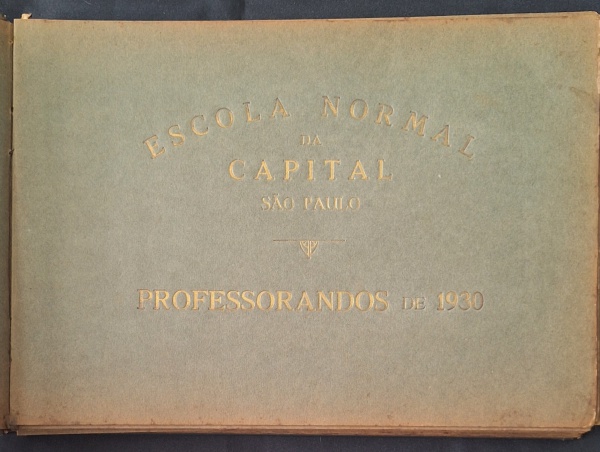 ESCOLA NORMAL
DA
CAPITAL
SÃO PAULO
PROFESSORANDOS DE 1930